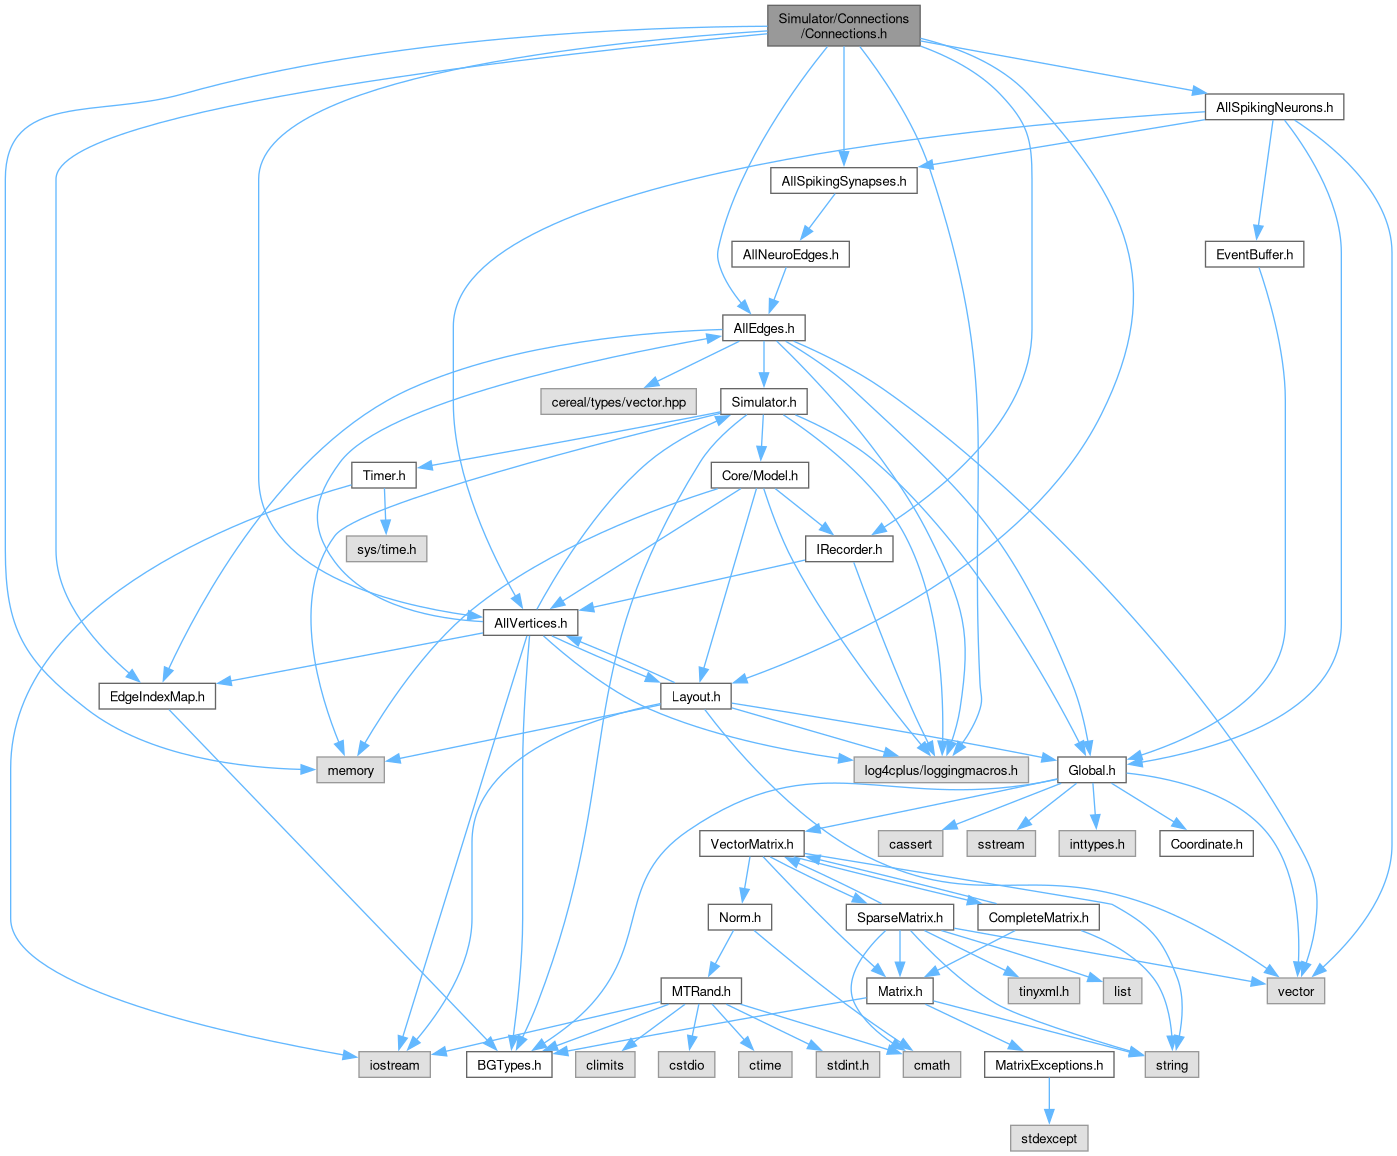 Simulator/Connections
/Connections.h
AllSpikingNeurons.h
AllSpikingSynapses.h
AllNeuroEdges.h
EventBuffer.h
AllEdges.h
cereal/types/vector.hpp
Simulator.h
Timer.h
Core/Model.h
sys/time.h
IRecorder.h
AllVertices.h
EdgeIndexMap.h
Layout.h
memory
log4cplus/loggingmacros.h
Global.h
VectorMatrix.h
cassert
sstream
inttypes.h
Coordinate.h
Norm.h
SparseMatrix.h
CompleteMatrix.h
MTRand.h
Matrix.h
tinyxml.h
list
vector
iostream
BGTypes.h
climits
cstdio
ctime
stdint.h
cmath
MatrixExceptions.h
string
stdexcept